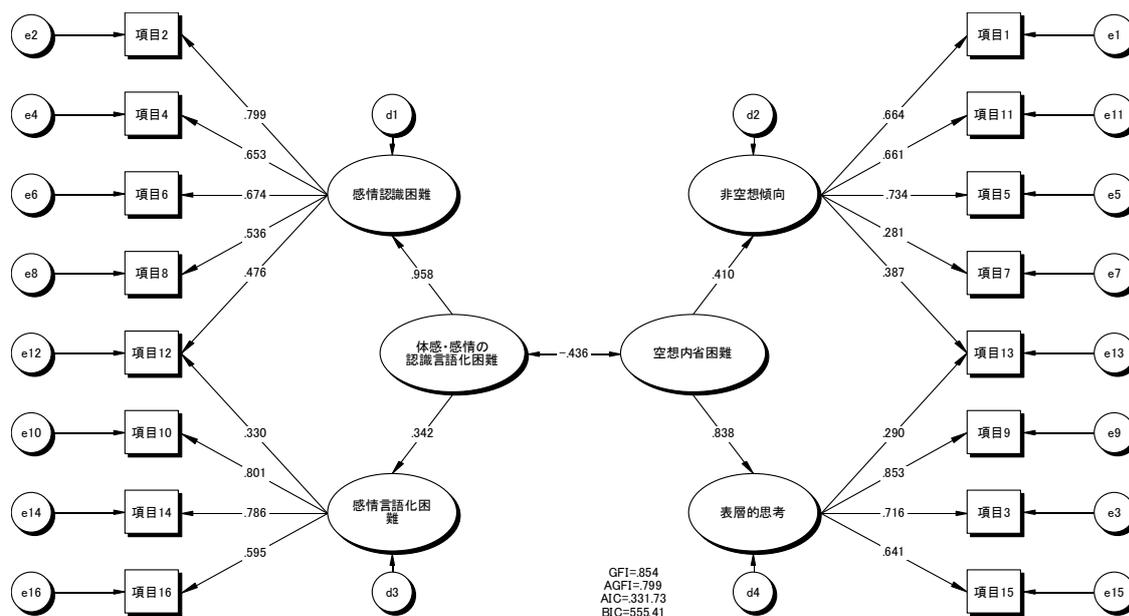 e2
項目2
項目1
e1
.799
.664
e4
項目4
d1
d2
項目11
e11
.653
.661
e6
項目6
.674
感情認識困難
非空想傾向
.734
項目5
e5
.536
.281
e8
項目8
.476
.958
.410
.387
項目7
e7
e12
項目12
体感・感情の
認識言語化困難
-.436
空想内省困難
項目13
e13
.330
.342
.838
.290
e10
項目10
項目9
e9
.801
.853
e14
項目14
.786
感情言語化困
難
表層的思考
.716
項目3
e3
.595
.641
e16
項目16
d3
GFI=.854
AGFI=.799
AIC=.331.73
BIC=555.41
d4
項目15
e15